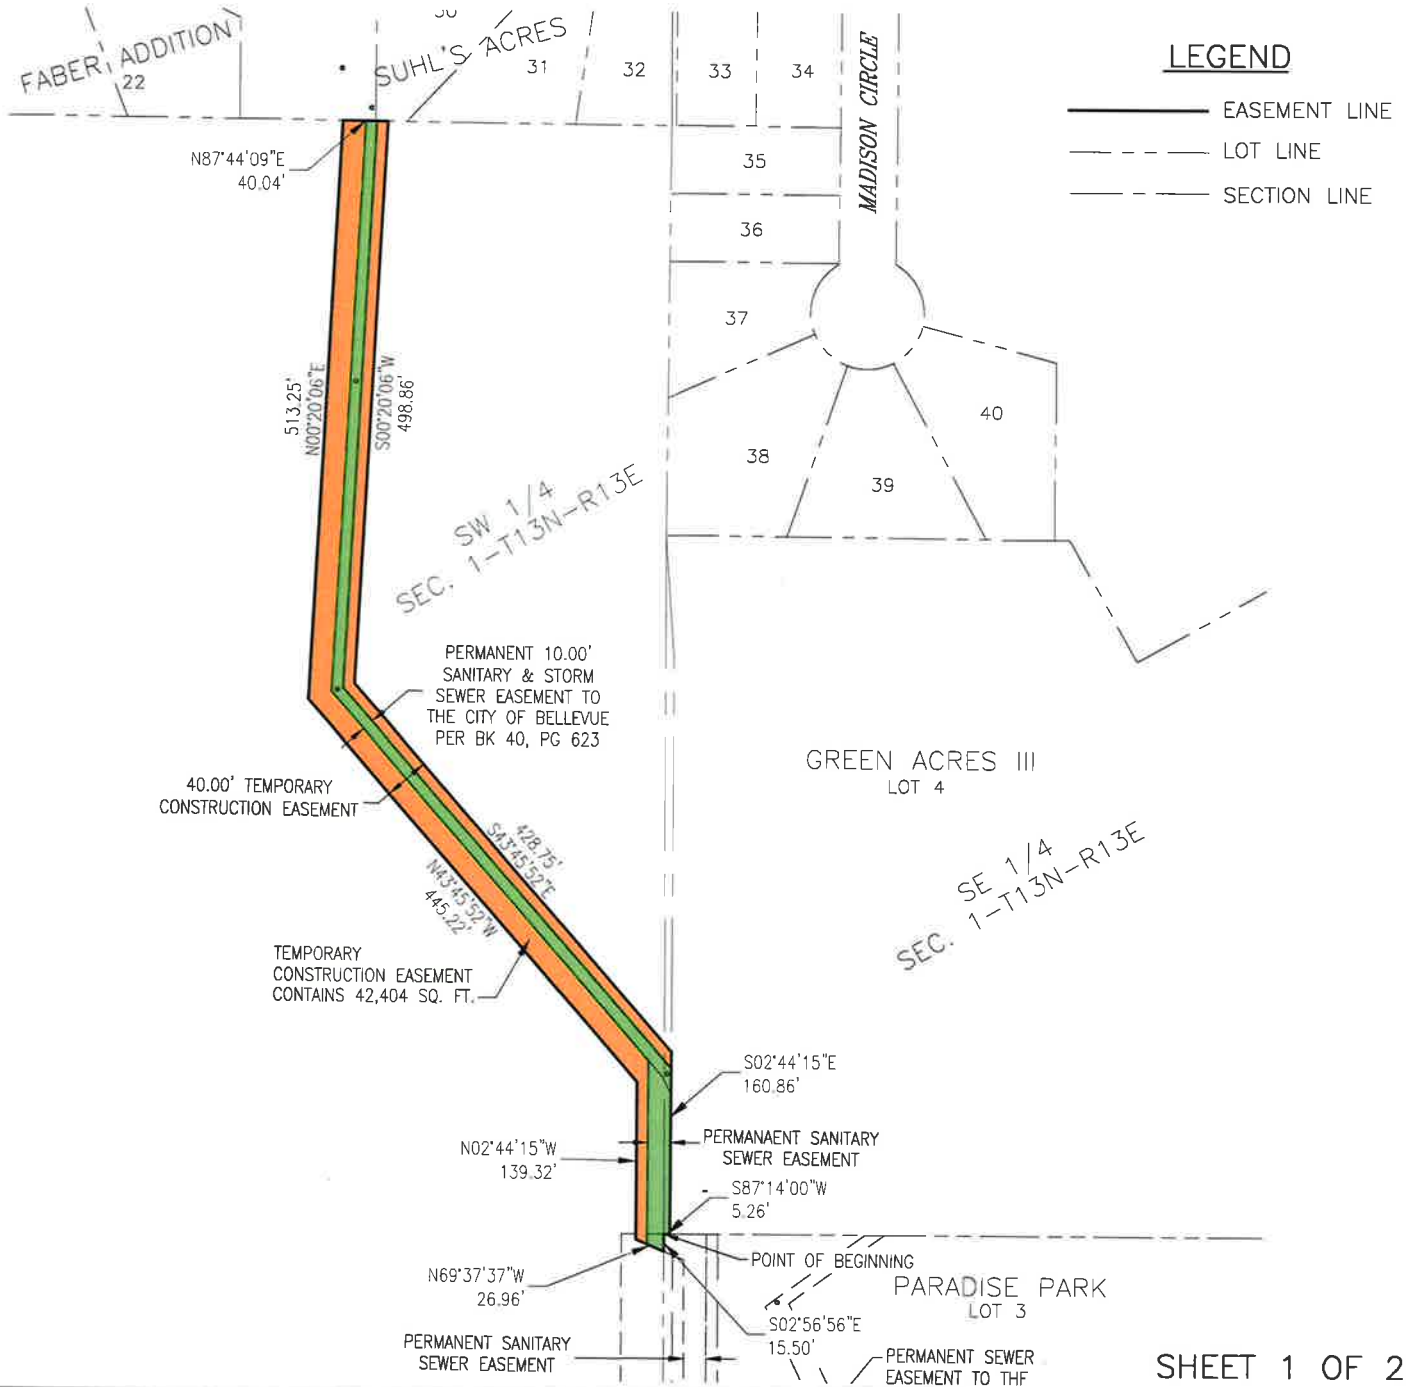 FABER ADDITION
22
SUHL'S ACRES
31
32
33
34
MADISON CIRCLE
LEGEND
EASEMENT LINE
LOT LINE
SECTION LINE
N87°44'09"E
40.04'
35
36
37
38
39
40
513.25'
N00°20'06"E
S00°20'06"W
498.86'
SW 1/4
SEC. 1-T13N-R13E
PERMANENT 10.00'
SANITARY & STORM
SEWER EASEMENT TO
THE CITY OF BELLEVUE
PER BK 40, PG 623
40.00' TEMPORARY
CONSTRUCTION EASEMENT
GREEN ACRES III
LOT 4
428.75'
S43°45'52"E
N43°45'52"W
445.22'
SE 1/4
SEC. 1-T13N-R13E
TEMPORARY
CONSTRUCTION EASEMENT
CONTAINS 42,404 SQ. FT.
S02°44'15"E
160.86'
N02°44'15"W
139.32'
PERMANAENT SANITARY
SEWER EASEMENT
S87°14'00"W
5.26'
POINT OF BEGINNING
N69°37'37"W
26.96'
PARADISE PARK
LOT 3
S02°56'56"E
15.50'
PERMANENT SANITARY
SEWER EASEMENT
PERMANENT SEWER
EASEMENT TO THE
SHEET 1 OF 2